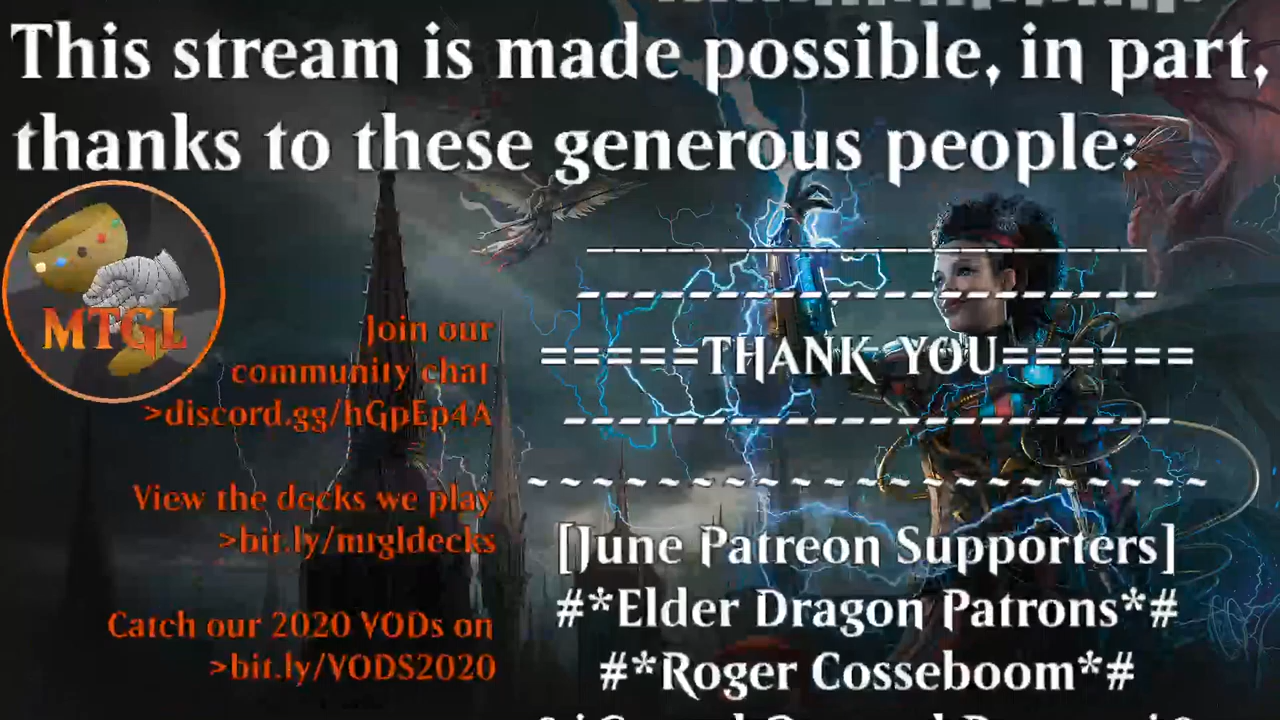 This stream is made possible, in part,
thanks to these generous people:
MTGL
Join our
community chat
>discord.gg/hGpEp4A
View the decks we play
>bit.ly/mtgldecks
Catch our 2020 VODs on
>bit.ly/VODS2020
=====THANK YOU======
~~~~~~~~~~~~~~~~~~~~
[June Patreon Supporters]
#*Elder Dragon Patrons*#
#*Roger Cosseboom*#